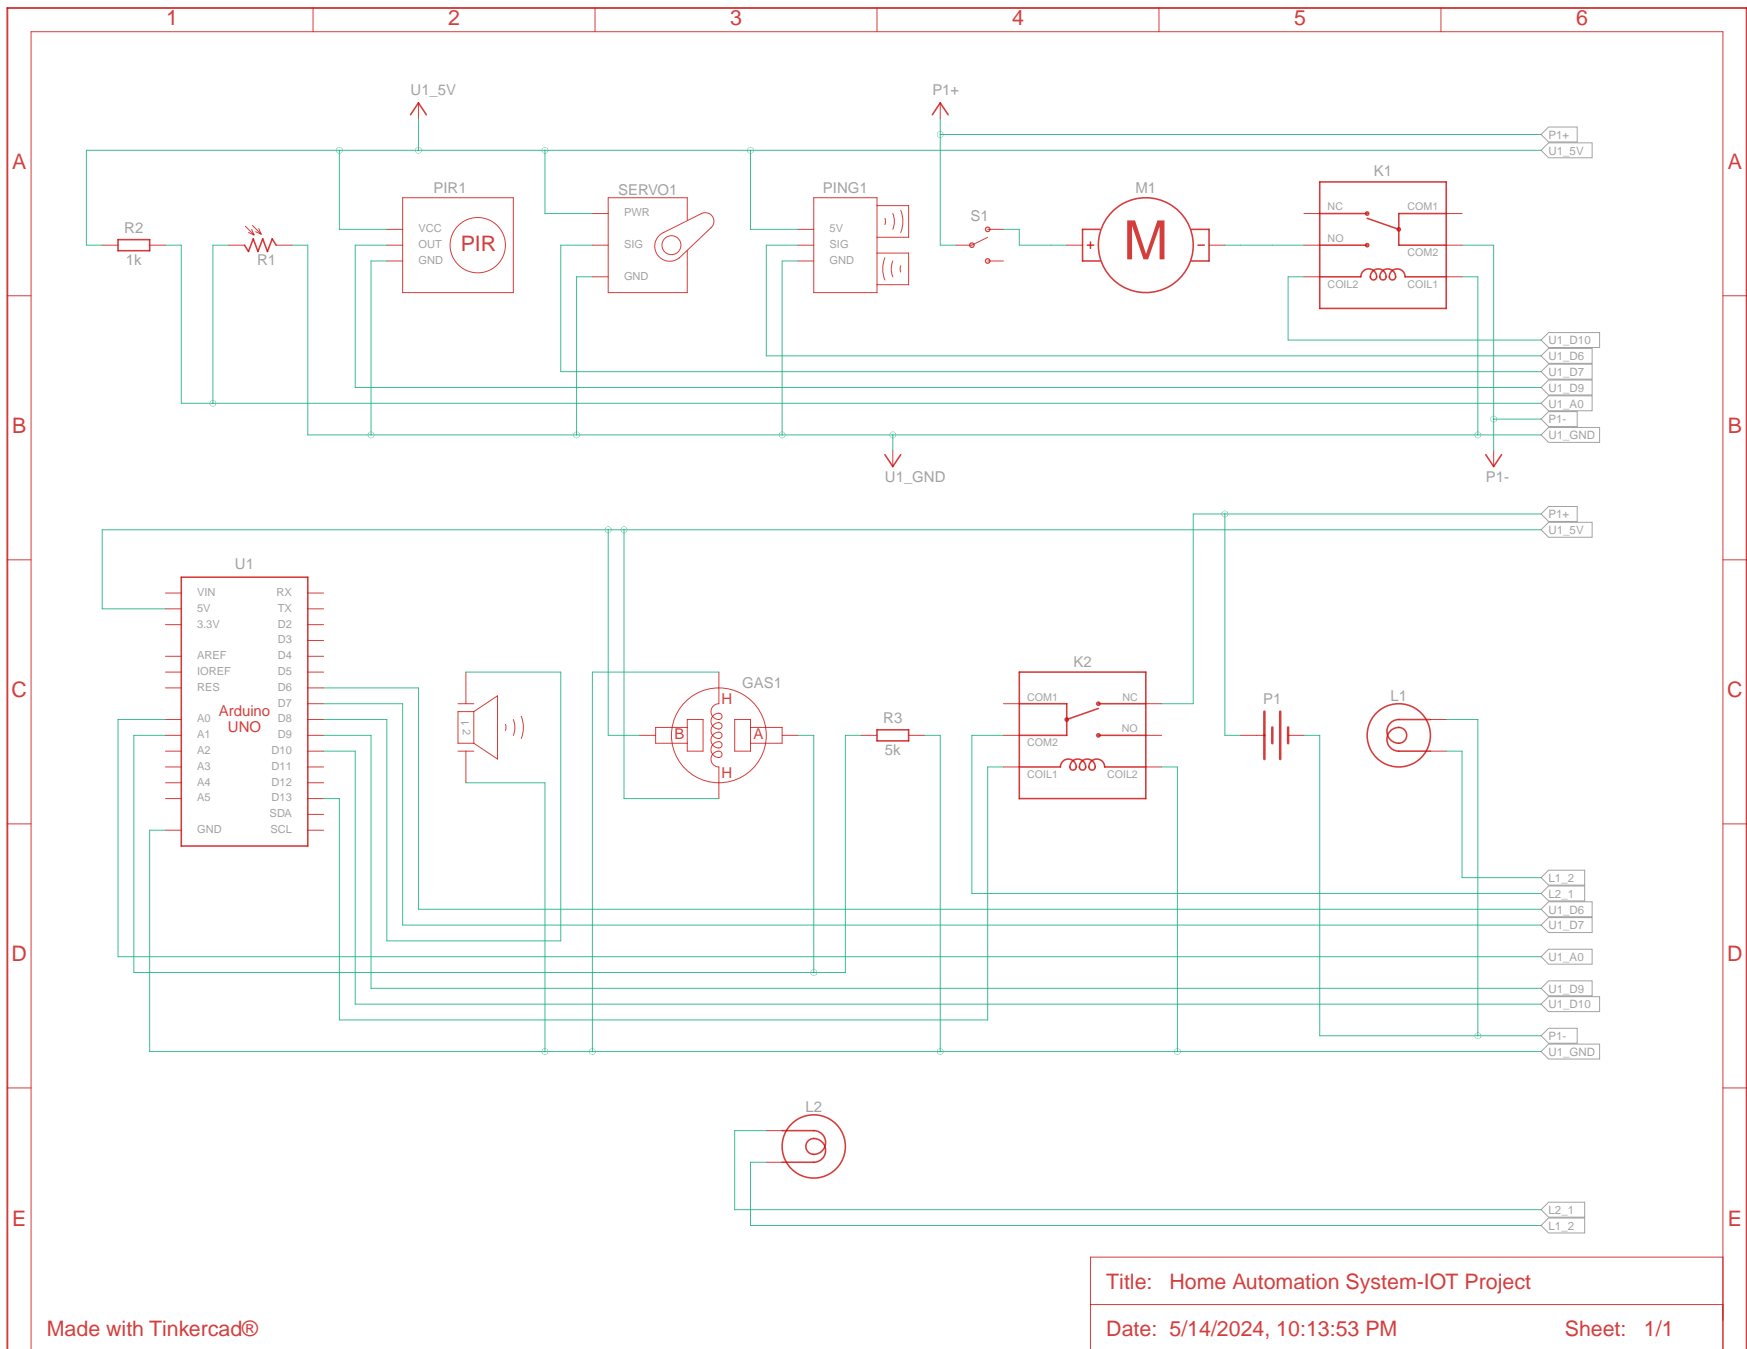 1 2 3 4 5 6
U1_5V P1+
P1+
A A
U1_5V
K1
PIR1 SERVO1 PING1 M1
NC COM1
PWR
S1
R2 VCC 5V
1k R1 OUT PIR SIG SIG + M - NO
GND GND COM2
GND COIL2 COIL1
U1_D10
U1_D6
U1_D7
U1_D9
U1_A0
B P1- B
U1_GND
U1_GND P1-
P1+
U1_5V
U1
VIN RX
5V TX
3.3V D2
D3
AREF D4
IOREF D5
RES D6
D7
A0 D8
A1 D9
A2 D10
A3 D11
A4 D12
A5 D13
SDA
GND SCL
Arduino
UNO
1 2
GAS1
H
B A
H
C C
R3
5k
K2
COM1 NC
NO
COM2
COIL1 COIL2
P1
L1
L1_2
L2_1
U1_D6
U1_D7
D D
U1_A0
U1_D9
U1_D10
P1-
U1_GND
L2
E E
L2_1
L1_2
Title: Home Automation System-IOT Project
Made with Tinkercad®
Date: 5/14/2024, 10:13:53 PM Sheet: 1/1